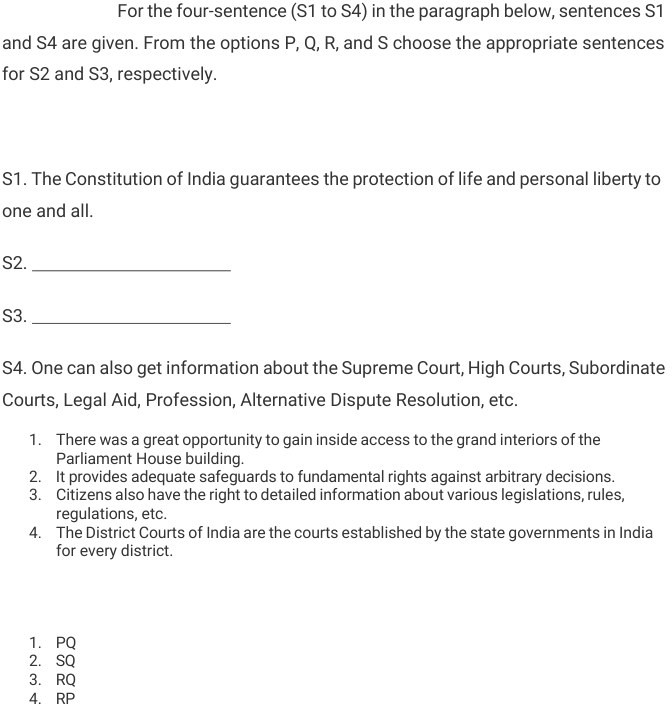 For the four-sentence (S1 to S4) in the paragraph below, sentences S1
and S4 are given. From the options P, Q, R, and S choose the appropriate sentences
for S2 and S3, respectively.
S1. The Constitution of India guarantees the protection of life and personal liberty to
one and all.
S2. ____________________
S3. ____________________
S4. One can also get information about the Supreme Court, High Courts, Subordinate
Courts, Legal Aid, Profession, Alternative Dispute Resolution, etc.
1. There was a great opportunity to gain inside access to the grand interiors of the
Parliament House building.
2. It provides adequate safeguards to fundamental rights against arbitrary decisions.
3. Citizens also have the right to detailed information about various legislations, rules,
regulations, etc.
4. The District Courts of India are the courts established by the state governments in India
for every district.
1. PQ
2. SQ
3. RQ
4. RP